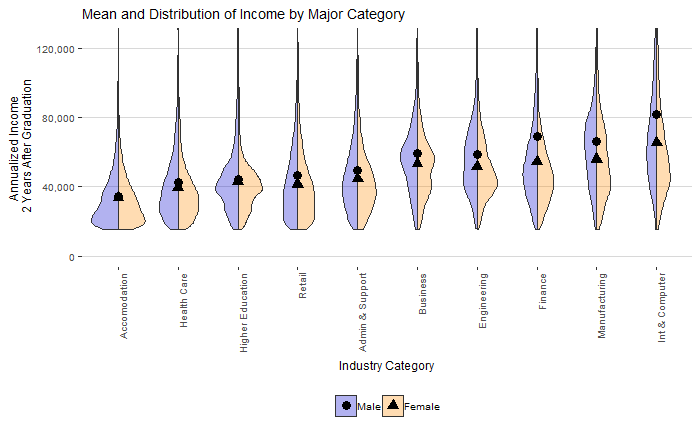 Mean and Distribution of Income by Major Category
Annualized Income
2 Years After Graduation
120,000
80,000
40,000
0
Accomodation
Health Care
Higher Education
Retail
Admin & Support
Business
Engineering
Finance
Manufacturing
Int & Computer
Industry Category
Male
Female